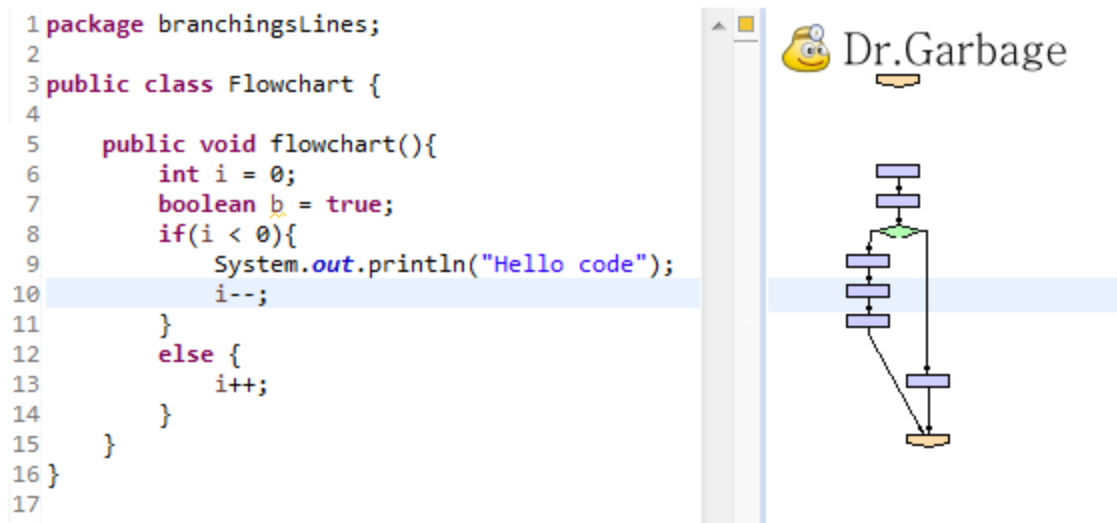 1 package branchingsLines;
2
3 public class Flowchart {
4
5     public void flowchart(){
6         int i = 0;
7         boolean b = true;
8         if(i < 0){
9             System.out.println("Hello code");
10             i--;
11         }
12         else {
13             i++;
14         }
15     }
16 }
17
Dr.Garbage